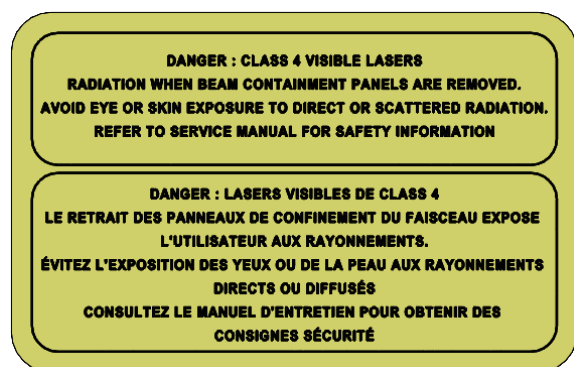 DANGER : CLASS 4 VISIBLE LASERS
RADIATION WHEN BEAM CONTAINMENT PANELS ARE REMOVED.
AVOID EYE OR SKIN EXPOSURE TO DIRECT OR SCATTERED RADIATION.
REFER TO SERVICE MANUAL FOR SAFETY INFORMATION
DANGER : LASERS VISIBLES DE CLASS 4
LE RETRAIT DES PANNEAUX DE CONFINEMENT DU FAISCEAU EXPOSE
L'UTILISATEUR AUX RAYONNEMENTS.
ÉVITEZ L'EXPOSITION DES YEUX OU DE LA PEAU AUX RAYONNEMENTS
DIRECTS OU DIFFUSÉS
CONSULTEZ LE MANUEL D'ENTRETIEN POUR OBTENIR DES
CONSIGNES SÉCURITÉ